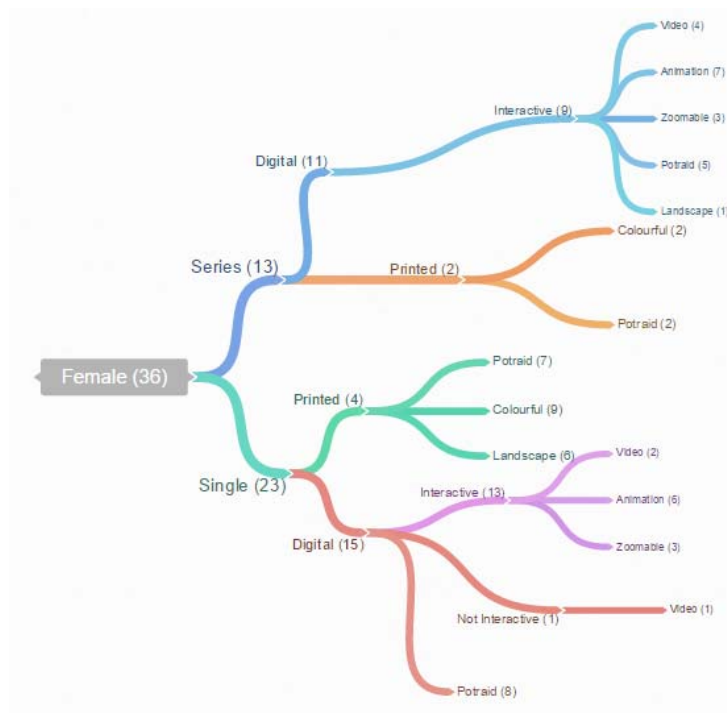 Video (4)
Animation (7)
Interactive (9)
Zoomable (3)
Digital (11)
Potraid (5)
Landscape (1)
Colourful (2)
Series (13)
Printed (2)
Potraid (2)
Female (36)
Potraid (7)
Printed (4)
Colourful (9)
Landscape (6)
Video (2)
Single (23)
Interactive (13)
Animation (6)
Digital (15)
Zoomable (3)
Not Interactive (1)
Video (1)
Potraid (8)